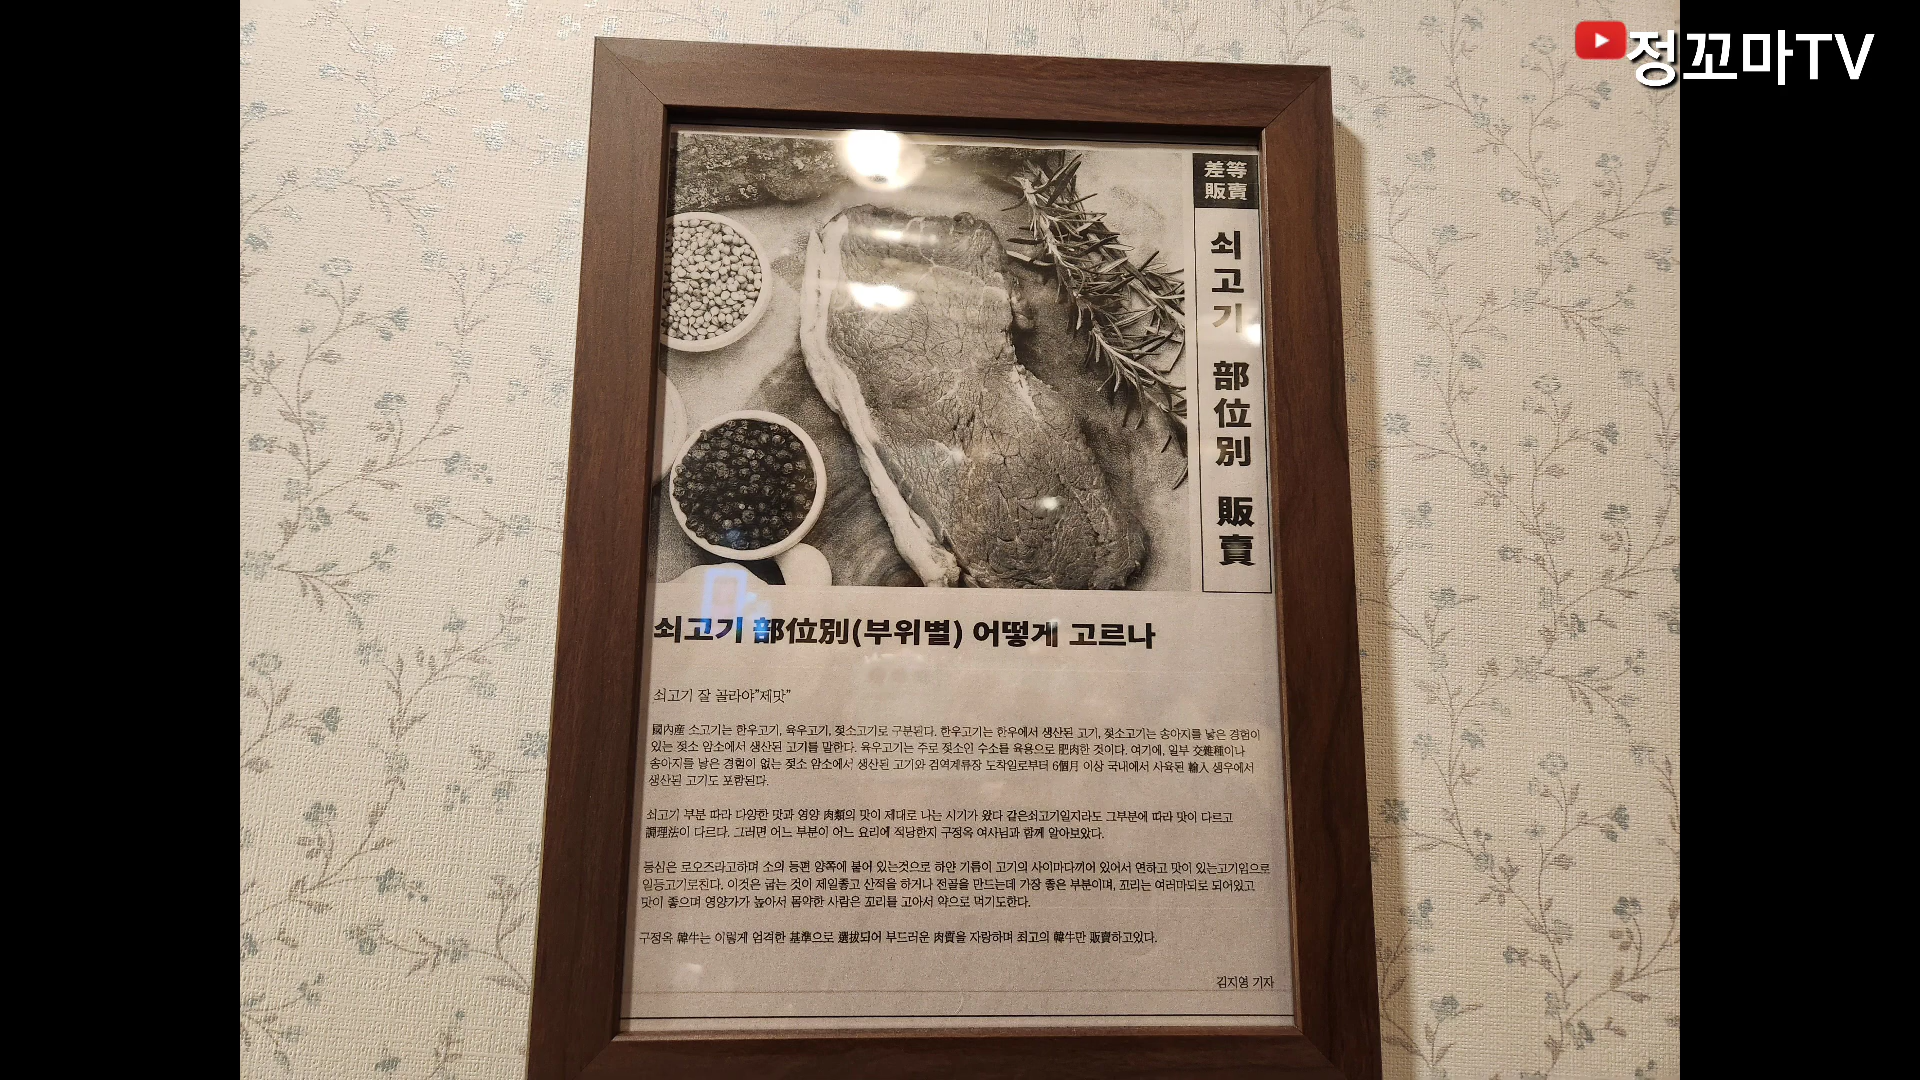 정꼬마TV
差等
販賣
쇠고기 部位別 販賣
쇠고기 部位別(부위별) 어떻게 고르나
쇠고기 잘 골라야"제맛"
國內産 소고기는 한우고기, 육우고기, 젖소고기로 구분된다. 한우고기는 한우에서 생산된 고기, 젖소고기는 송아지를 낳은 경험이
있는 젖소 암소에서 생산된 고기를 말한다. 육우고기는 주로 젖소인 수소를 육용으로 肥肉한 것이다. 여기에, 일부 交雜種이나
송아지를 낳은 경험이 없는 젖소 암소에서 생산된 고기와 검역계류장 도착일로부터 6個月 이상 국내에서 사육된 輸入 생우에서
생산된 고기도 포함된다.
쇠고기 부분 따라 다양한 맛과 영양 肉類의 맛이 제대로 나는 시기가 왔다 같은쇠고기일지라도 그부분에 따라 맛이 다르고
調理法이 다르다. 그러면 어느 부분이 어느 요리에 적당한지 구정옥 여사님과 함께 알아보았다.
등심은 로오즈라고하며 소의 등편 양쪽에 붙어 있는것으로 하얀 기름이 고기의 사이마다끼어 있어서 연하고 맛이 있는고기임으로
일등고기로친다. 이것은 굽는 것이 제일좋고 산적을 하거나 전골을 만드는데 가장 좋은 부분이며, 꼬리는 여러마되로 되어있고
맛이 좋으며 영양가가 높아서 몸약한 사람은 꼬리를 고아서 약으로 먹기도한다.
구정옥 韓牛는 이렇게 엄격한 基準으로 選拔되어 부드러운 肉質을 자랑하며 최고의 韓牛만 販賣하고있다.
김지영 기자